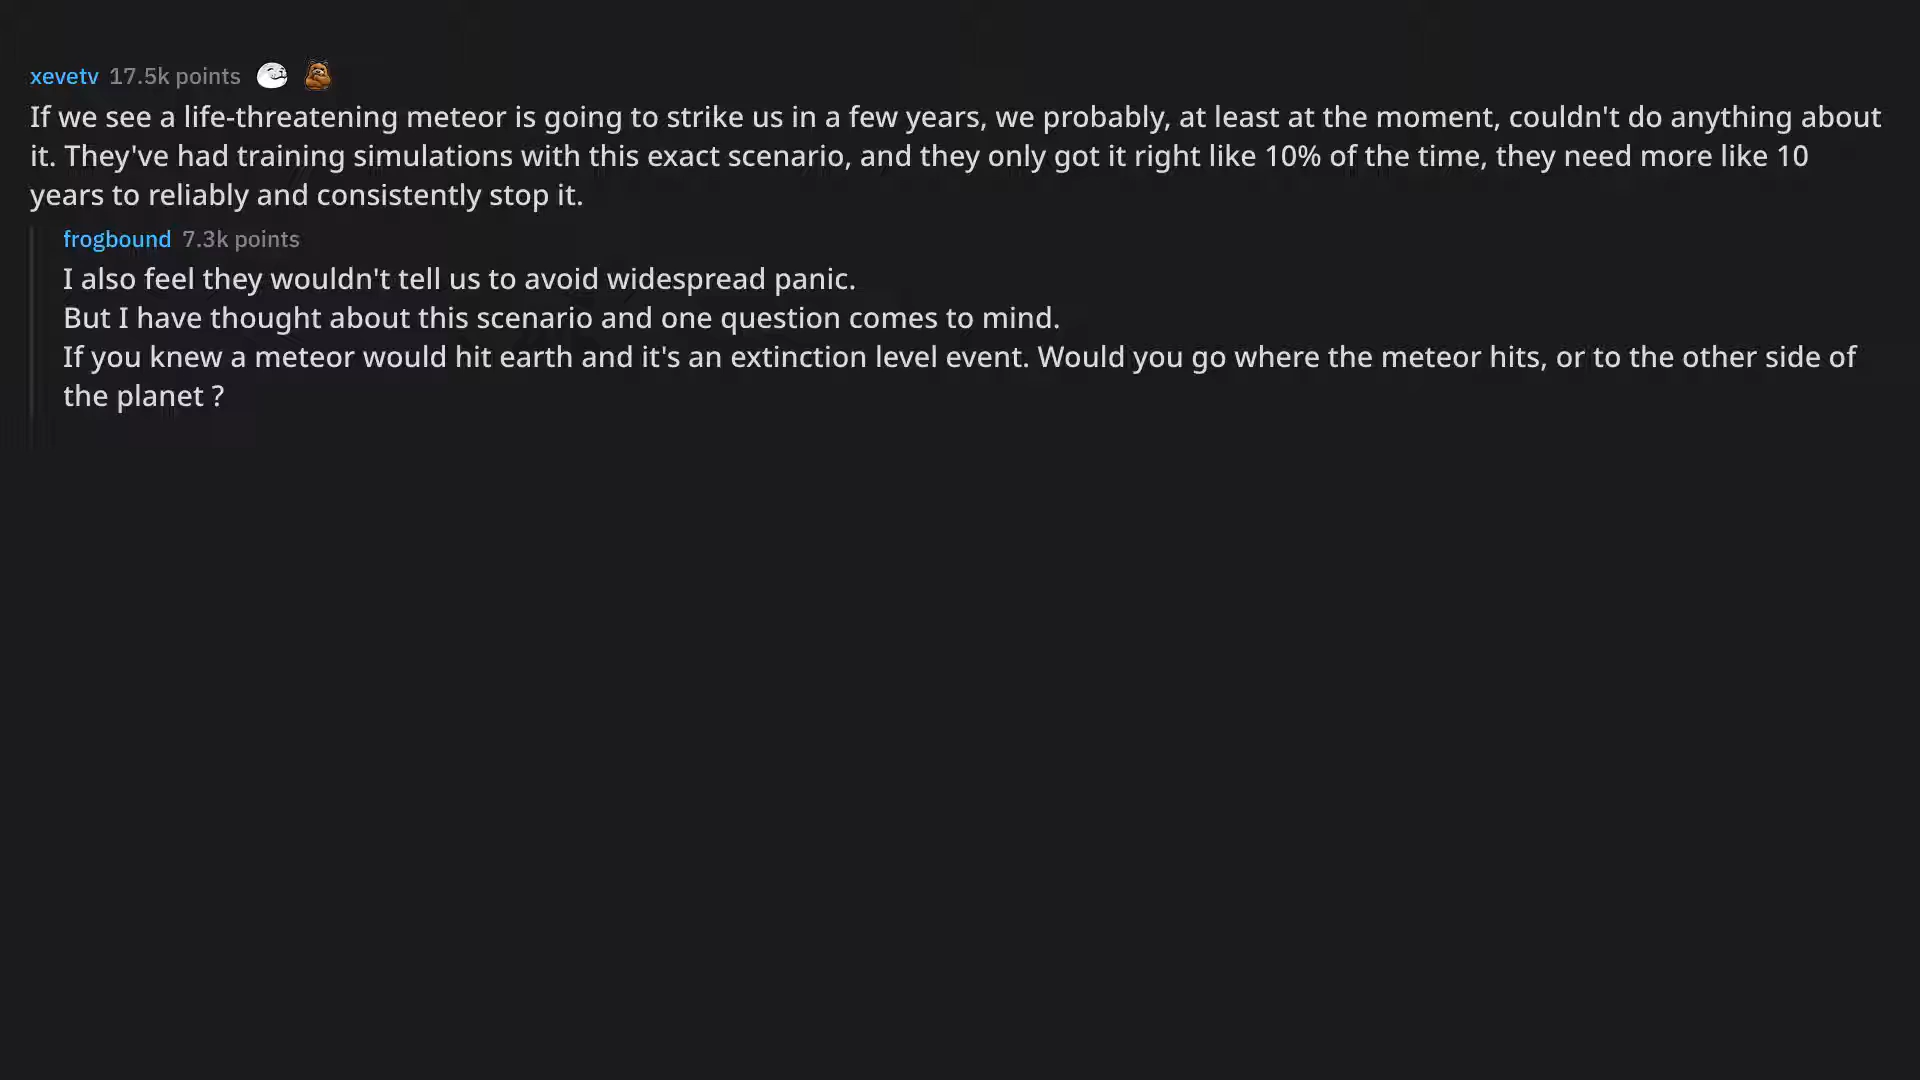 xevetv 17.5k points
If we see a life-threatening meteor is going to strike us in a few years, we probably, at least at the moment, couldn't do anything about
it. They've had training simulations with this exact scenario, and they only got it right like 10% of the time, they need more like 10
years to reliably and consistently stop it.
frogbound 7.3k points
I also feel they wouldn't tell us to avoid widespread panic.
But I have thought about this scenario and one question comes to mind.
If you knew a meteor would hit earth and it's an extinction level event. Would you go where the meteor hits, or to the other side of
the planet ?